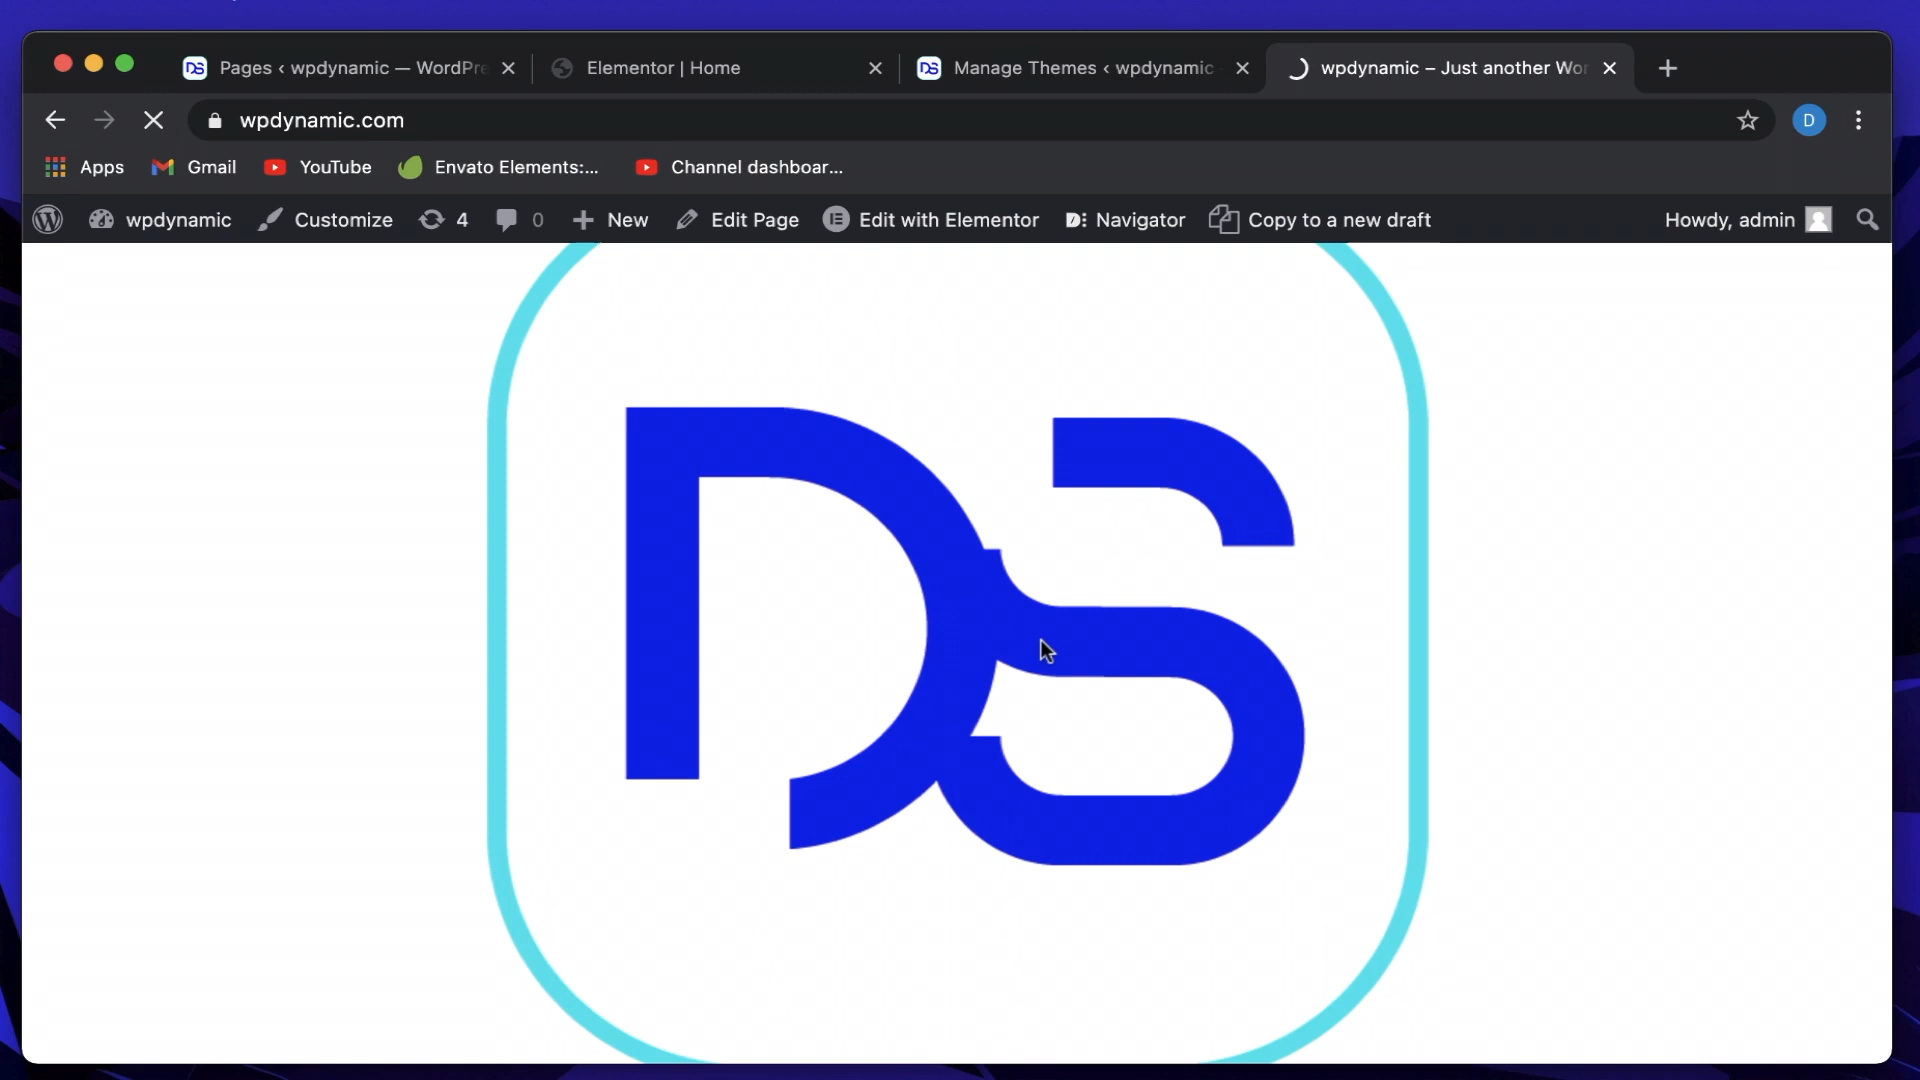 DS Pages ‹ wpdynamic — WordPre
Elementor | Home
DS Manage Themes ‹ wpdynamic
wpdynamic – Just another Wor
wpdynamic.com
D
Apps
Gmail
YouTube
Envato Elements:...
Channel dashboar...
wpdynamic
Customize
4
0
New
Edit Page
Edit with Elementor
D: Navigator
Copy to a new draft
Howdy, admin
DS